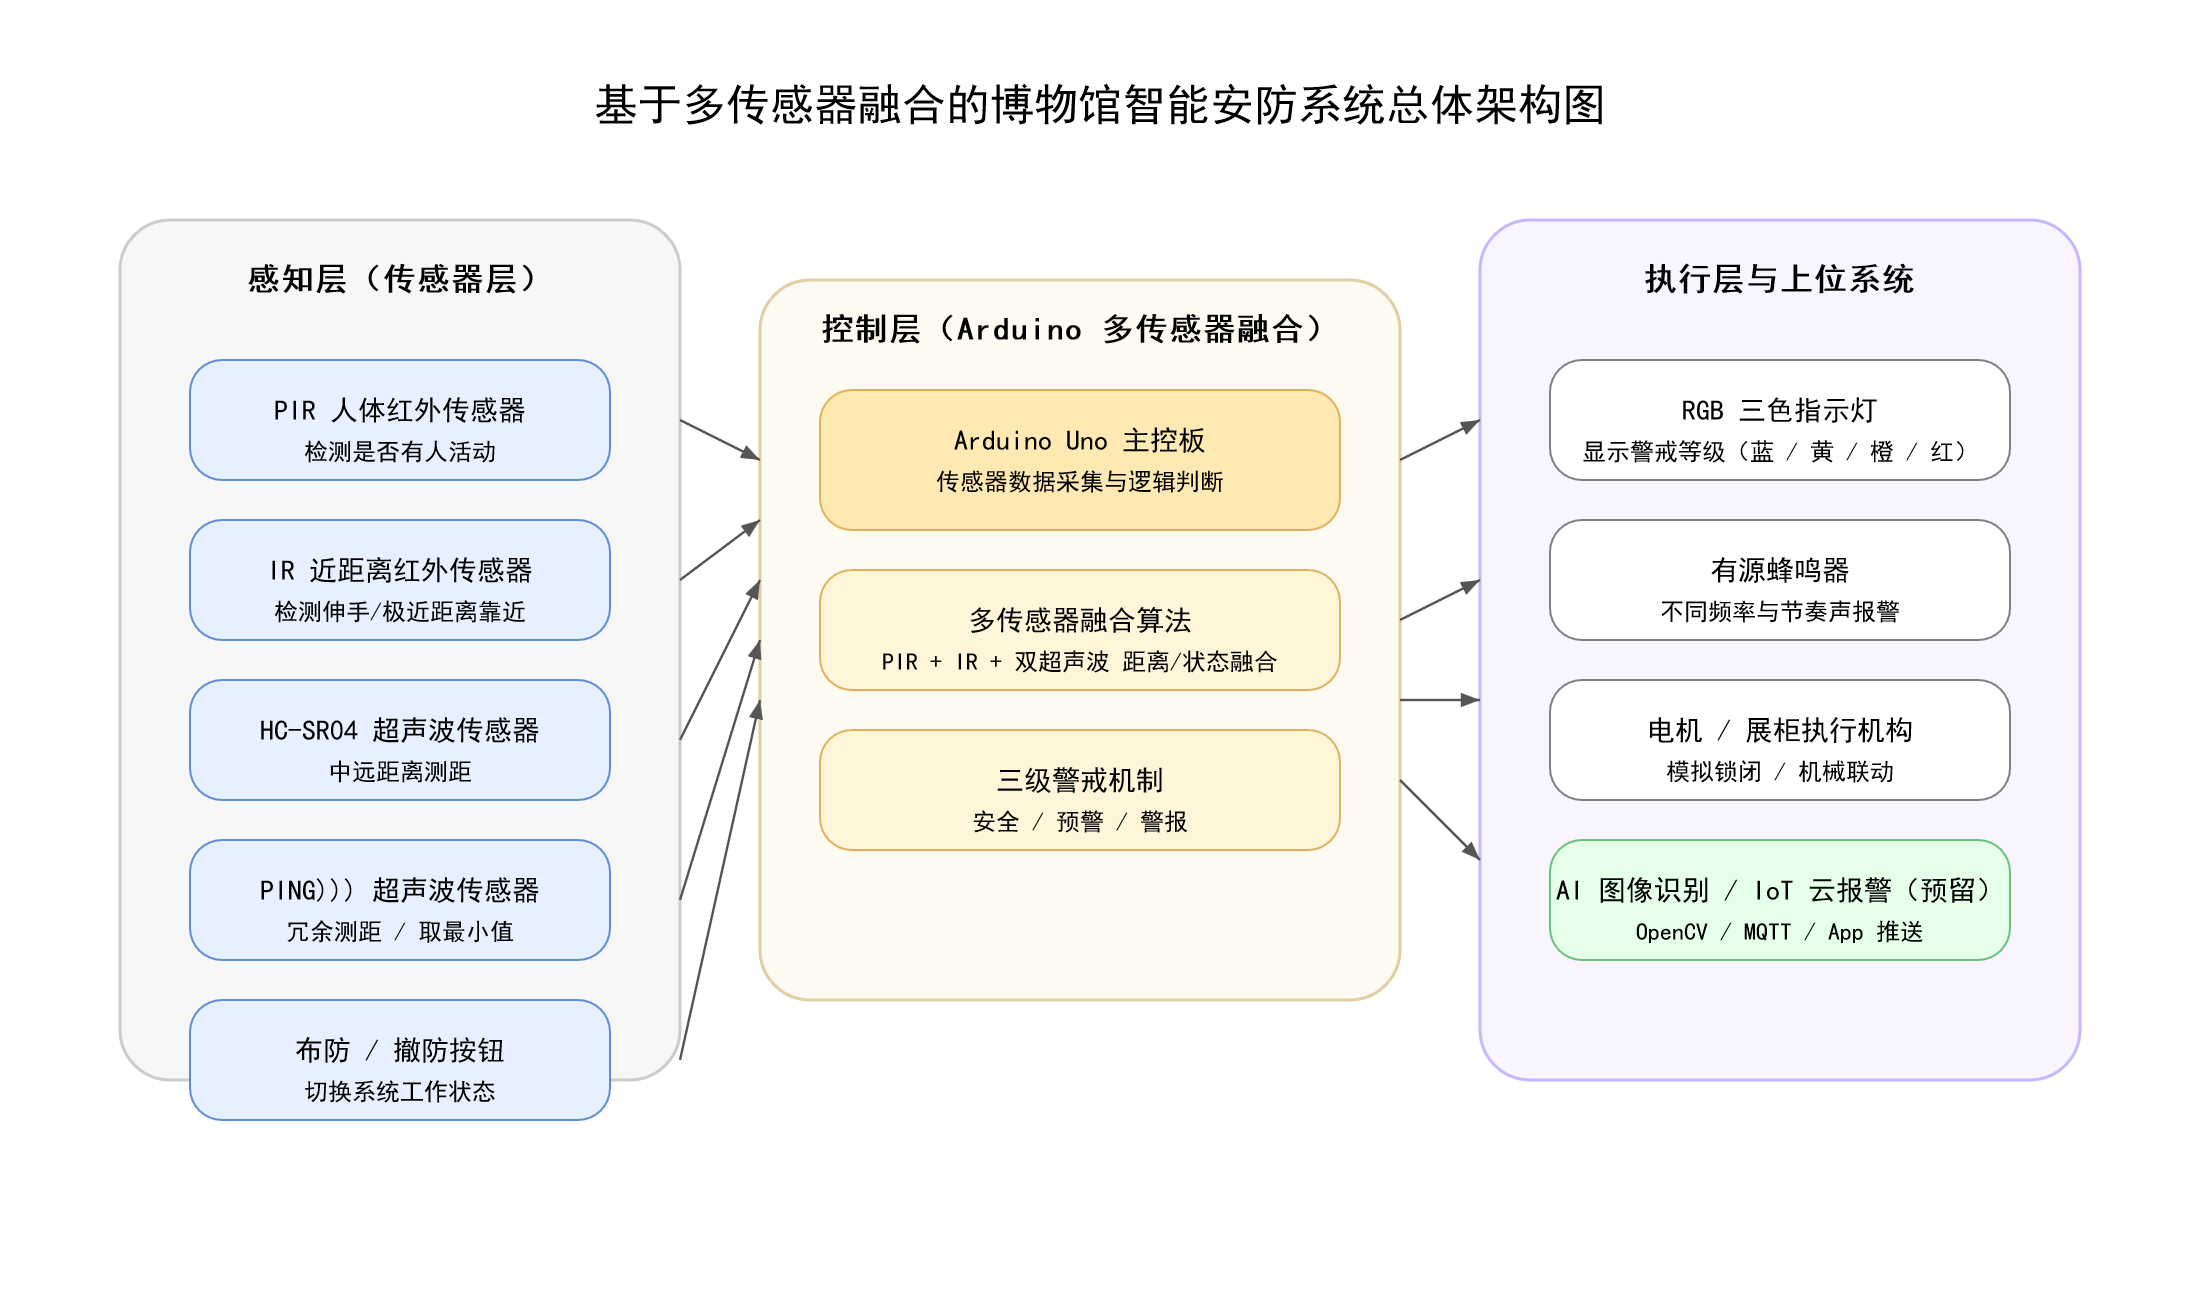 基于多传感器融合的博物馆智能安防系统总体架构图
感知层（传感器层）
PIR 人体红外传感器
检测是否有人活动
IR 近距离红外传感器
检测伸手/极近距离靠近
HC-SR04 超声波传感器
中远距离测距
PING))) 超声波传感器
冗余测距 / 取最小值
布防 / 撤防按钮
切换系统工作状态
控制层（Arduino 多传感器融合）
Arduino Uno 主控板
传感器数据采集与逻辑判断
多传感器融合算法
PIR + IR + 双超声波 距离/状态融合
三级警戒机制
安全 / 预警 / 警报
执行层与上位系统
RGB 三色指示灯
显示警戒等级（蓝 / 黄 / 橙 / 红）
有源蜂鸣器
不同频率与节奏声报警
电机 / 展柜执行机构
模拟锁闭 / 机械联动
AI 图像识别 / IoT 云报警（预留）
OpenCV / MQTT / App 推送